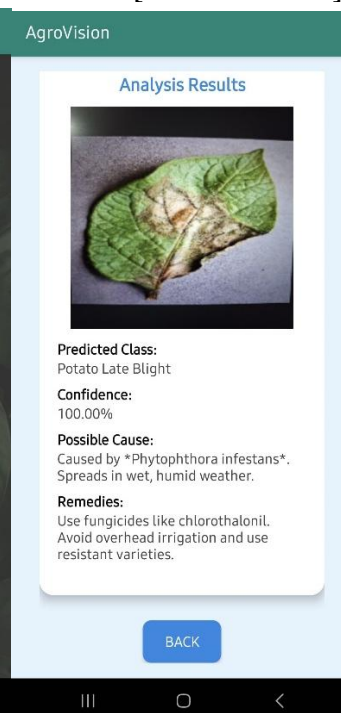 AgroVision
Analysis Results
Predicted Class:
Potato Late Blight
Confidence:
100.00%
Possible Cause:
Caused by *Phytophthora infestans*.
Spreads in wet, humid weather.
Remedies:
Use fungicides like chlorothalonil.
Avoid overhead irrigation and use
resistant varieties.
BACK